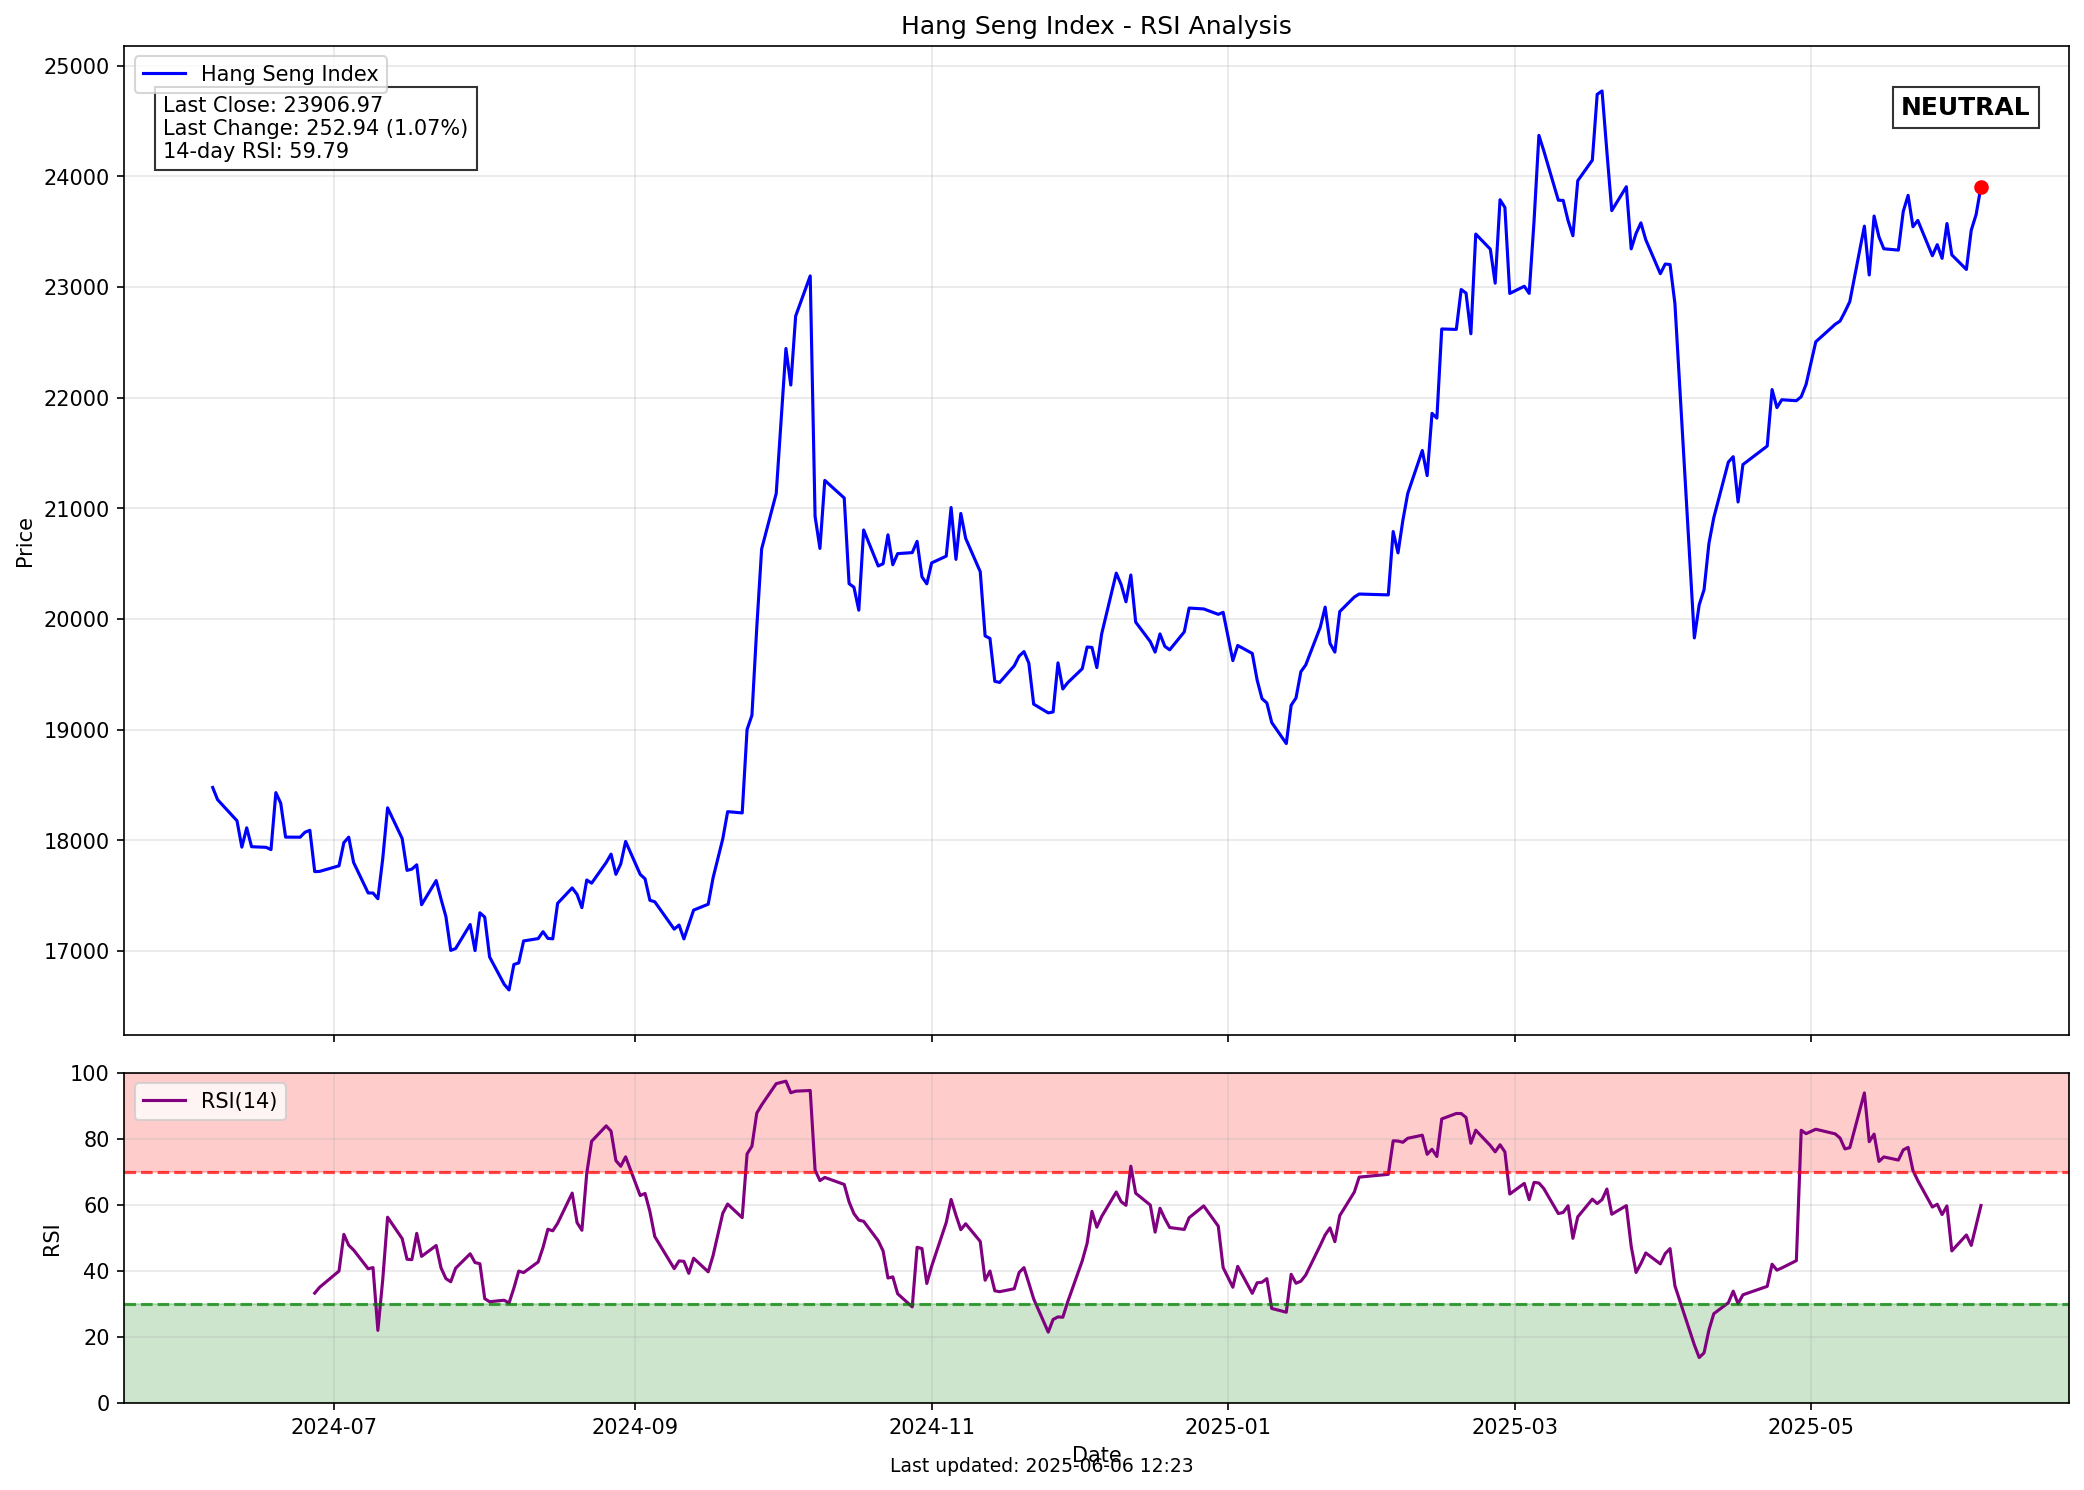 Hang Seng Index - RSI Analysis
Hang Seng Index
Last Close: 23906.97
Last Change: 252.94 (1.07%)
14-day RSI: 59.79
NEUTRAL
25000
24000
23000
22000
21000
20000
19000
18000
17000
Price
RSI(14)
100
80
60
40
20
0
RSI
2024-07
2024-09
2024-11
2025-01
2025-03
2025-05
Date
Last updated: 2025-06-06 12:23